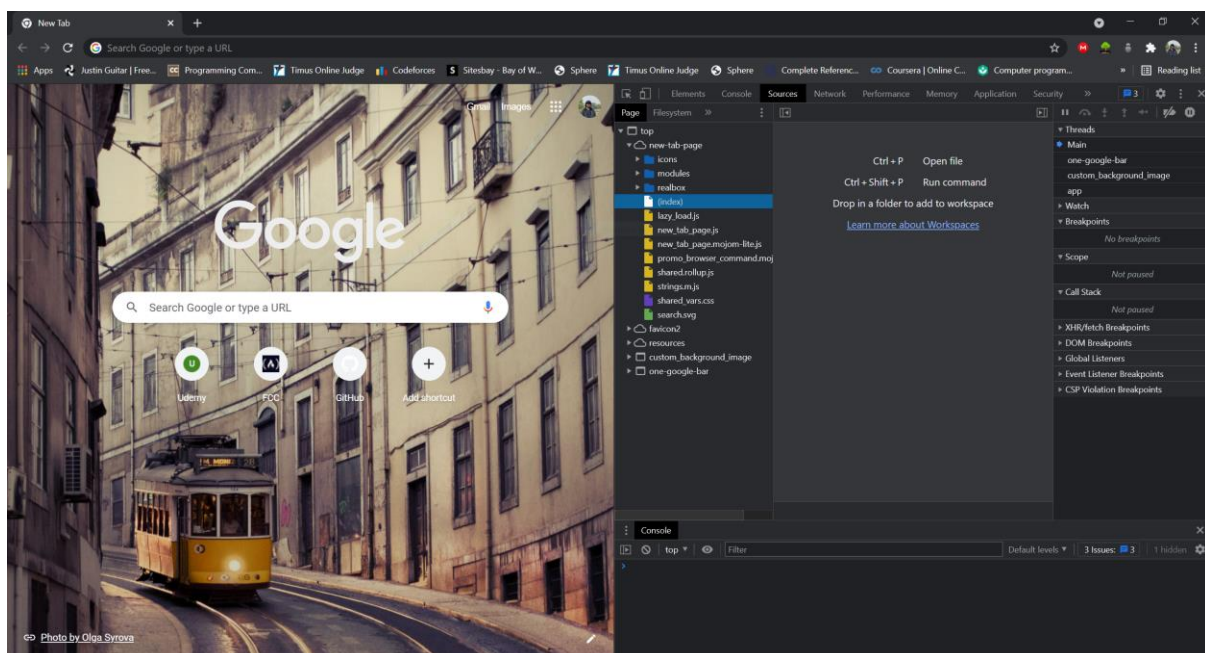 New Tab
Search Google or type a URL
Apps Justin Guitar | Free... Programming Com... Timus Online Judge Codeforces Sitesbay - Bay of W... Sphere Timus Online Judge Sphere Complete Referenc... Coursera | Online C... Computer program... » Reading list
Gmail Images
Google
Search Google or type a URL
U
Udemy FCC GitHub Add shortcut
28
Photo by Olga Syrova
Elements Console Sources Network Performance Memory Application Security » 3
Page Filesystem »
top
new-tab-page
icons
modules
realbox
(index)
lazy_load.js
new_tab_page.js
new_tab_page.mojom-lite.js
promo_browser_command.moj
shared.rollup.js
strings.m.js
shared_vars.css
search.svg
favicon2
resources
custom_background_image
one-google-bar
Ctrl + P Open file
Ctrl + Shift + P Run command
Drop in a folder to add to workspace
Learn more about Workspaces
Threads
Main
one-google-bar
custom_background_image
app
Watch
Breakpoints
No breakpoints
Scope
Not paused
Call Stack
Not paused
XHR/fetch Breakpoints
DOM Breakpoints
Global Listeners
Event Listener Breakpoints
CSP Violation Breakpoints
Console
top Filter Default levels 3 Issues: 3 1 hidden